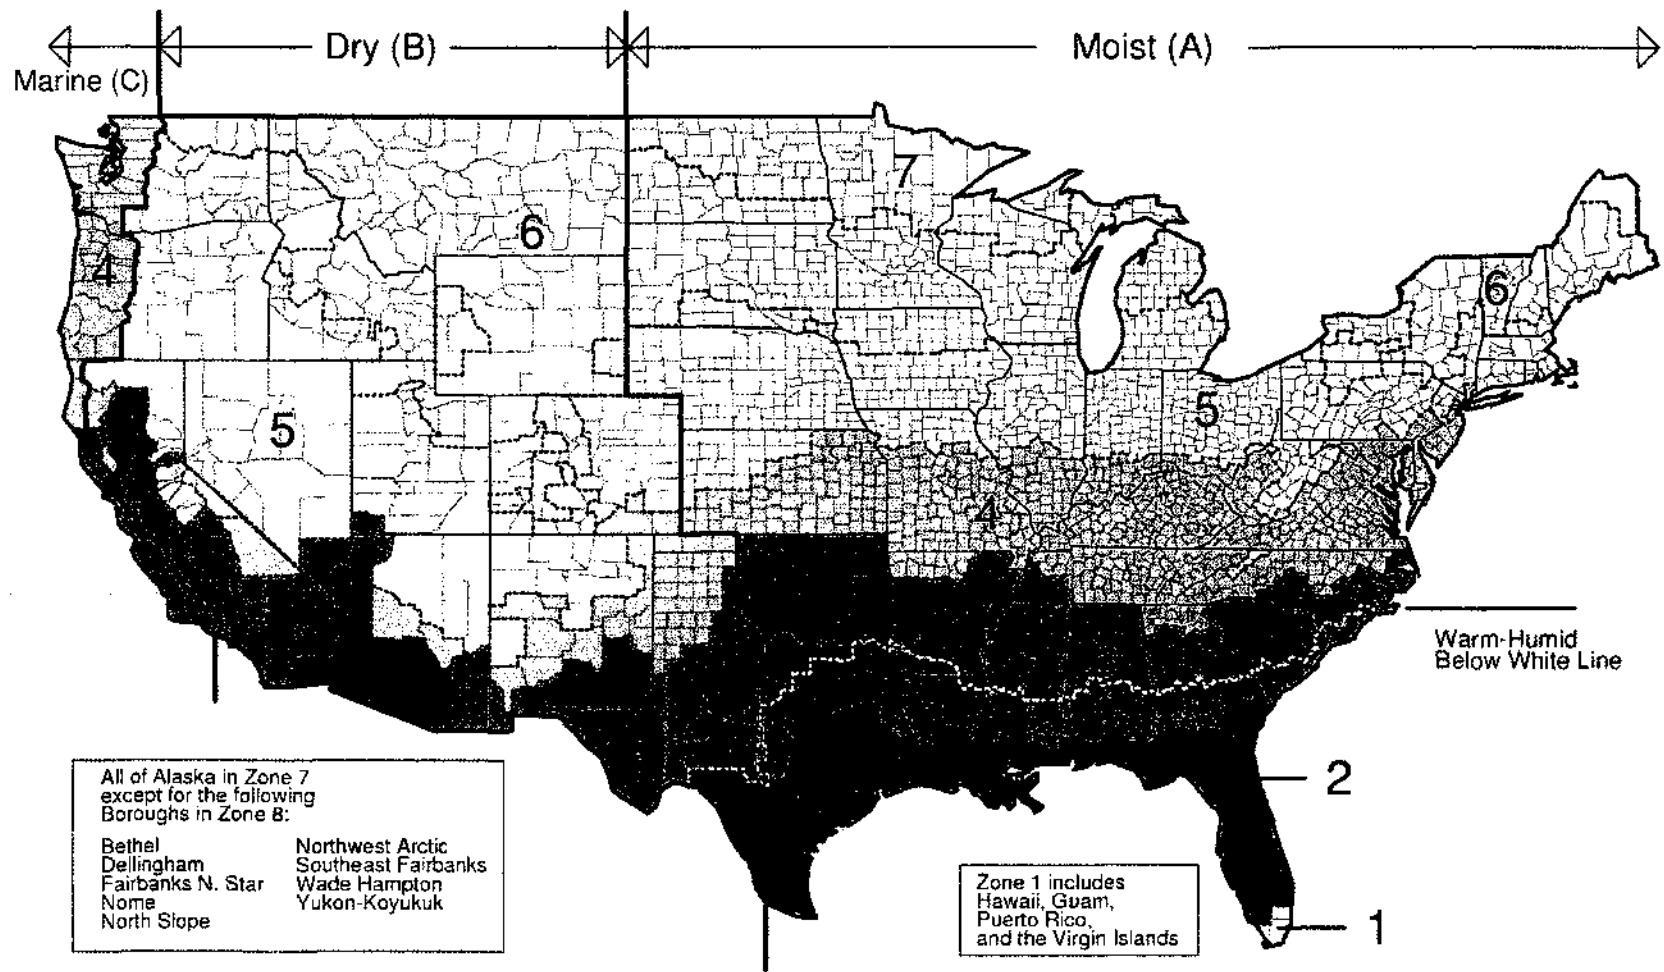 Dry (B)
Moist (A)
Marine (C)
7
6
4
6
5
5
4
Warm-Humid
Below White Line
All of Alaska in Zone 7
except for the following
Boroughs in Zone 8:
Bethel
Dellingham
Fairbanks N. Star
Nome
North Slope
Northwest Arctic
Southeast Fairbanks
Wade Hampton
Yukon-Koyukuk
Zone 1 includes
Hawaii, Guam,
Puerto Rico,
and the Virgin Islands
2
1